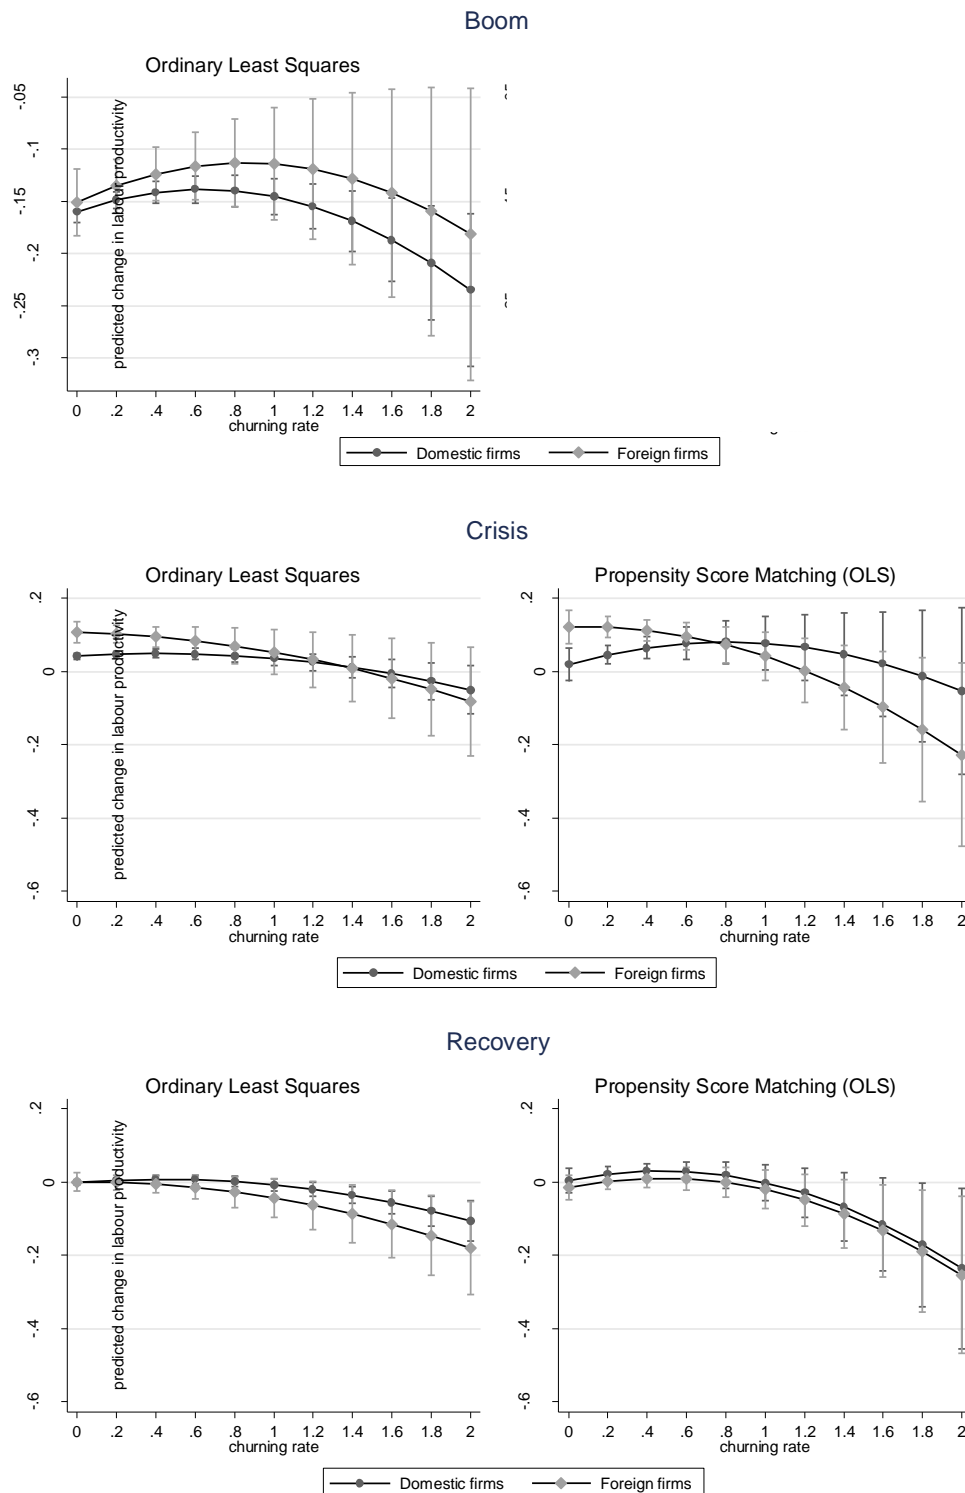 Boom
Ordinary Least Squares
predicted change in labour productivity
-.05
-.1
-.15
-.2
-.25
-.3
0 .2 .4 .6 .8 1 1.2 1.4 1.6 1.8 2
churning rate
Domestic firms Foreign firms
Crisis
Ordinary Least Squares
predicted change in labour productivity
.2
0
-.2
-.4
-.6
0 .2 .4 .6 .8 1 1.2 1.4 1.6 1.8 2
churning rate
Propensity Score Matching (OLS)
.2
0
-.2
-.4
-.6
0 .2 .4 .6 .8 1 1.2 1.4 1.6 1.8 2
churning rate
Domestic firms Foreign firms
Recovery
Ordinary Least Squares
predicted change in labour productivity
.2
0
-.2
-.4
-.6
0 .2 .4 .6 .8 1 1.2 1.4 1.6 1.8 2
churning rate
Propensity Score Matching (OLS)
.2
0
-.2
-.4
-.6
0 .2 .4 .6 .8 1 1.2 1.4 1.6 1.8 2
churning rate
Domestic firms Foreign firms